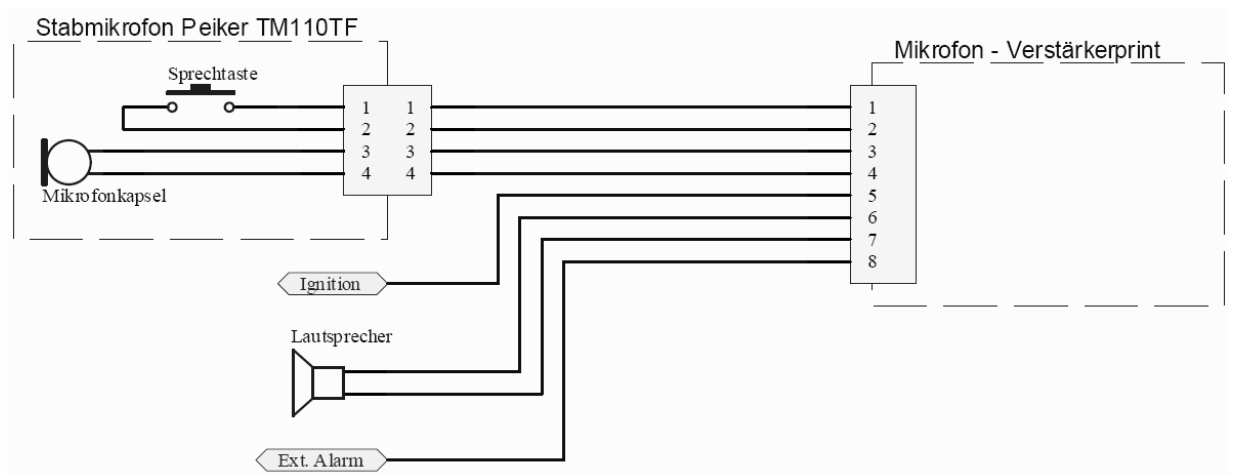 Stabmikrofon Peiker TM110TF
Mikrofon - Verstärkerprint
Sprechtaste
1 1 1
2 2 2
3 3 3
4 4 4
Mikrofonkapsel
5
6
7
8
Ignition
Lautsprecher
Ext. Alarm